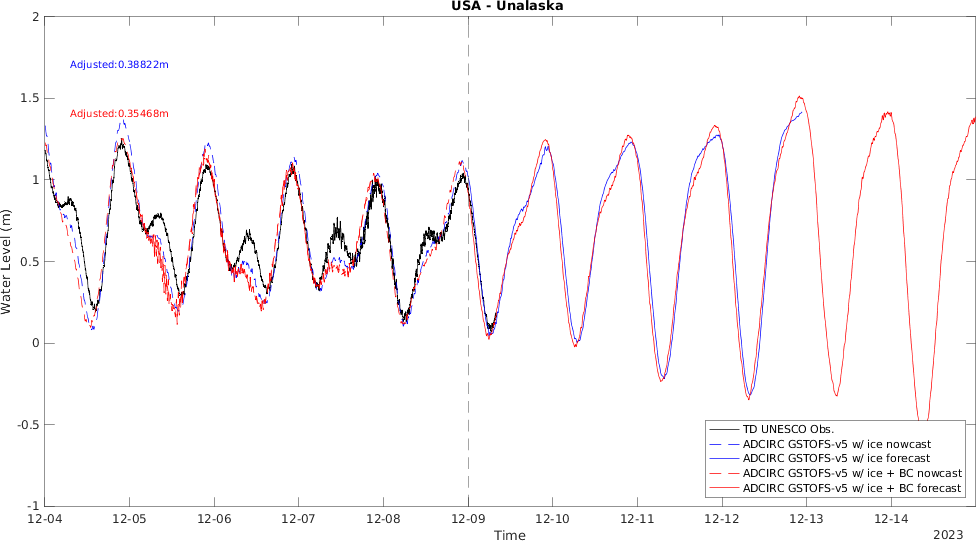 USA - Unalaska
2
1.5
1
0.5
0
-0.5
-1
Water Level (m)
Adjusted:0.38822m
Adjusted:0.35468m
TD UNESCO Obs.
ADCIRC GSTOFS-v5 w/ ice nowcast
ADCIRC GSTOFS-v5 w/ ice forecast
ADCIRC GSTOFS-v5 w/ ice + BC nowcast
ADCIRC GSTOFS-v5 w/ ice + BC forecast
12-04 12-05 12-06 12-07 12-08 12-09 12-10 12-11 12-12 12-13 12-14
Time
2023